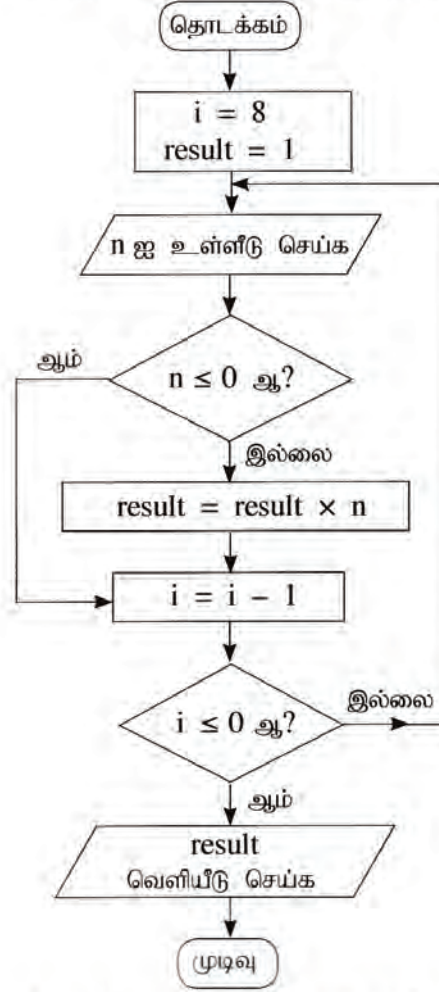 தொடக்கம்
i = 8
result = 1
n ஐ உள்ளீடு செய்க
ஆம்
n ≤ 0 ஆ?
இல்லை
result = result × n
i = i − 1
i ≤ 0 ஆ?
இல்லை
ஆம்
result
வெளியீடு செய்க
முடிவு